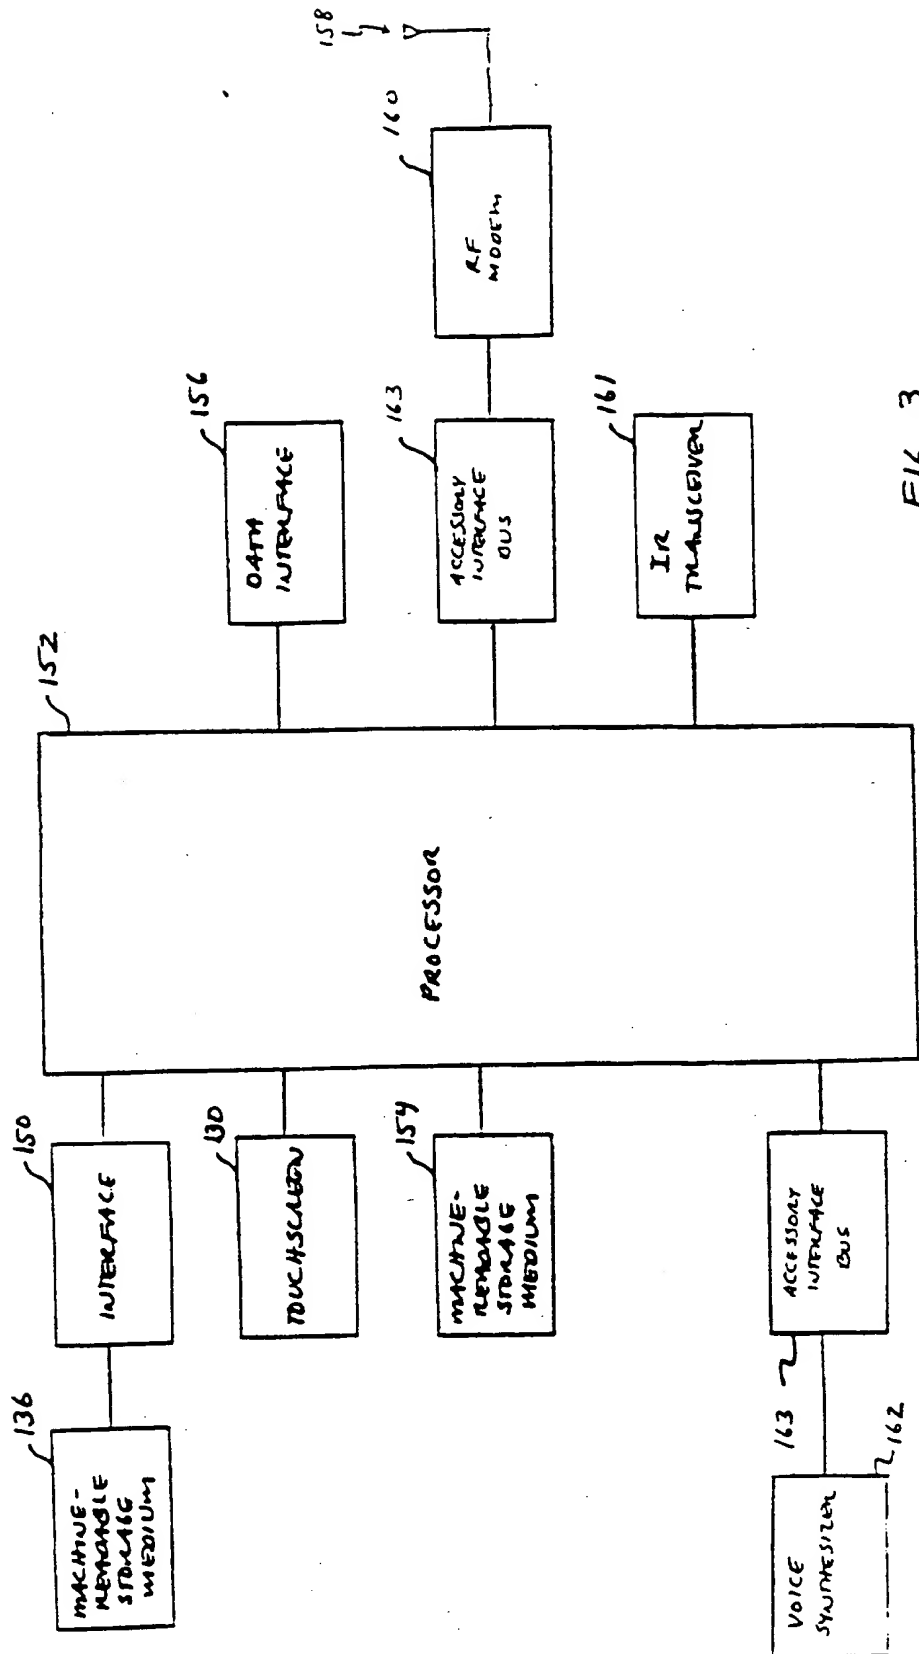 136
MACHINE-
READABLE
STORAGE
MEDIUM
150
INTERFACE
130
TOUCHSCREEN
154
MACHINE-
READABLE
STORAGE
MEDIUM
163
ACCESSORY
INTERFACE
BUS
162
VOICE
SYNTHESIZER
152
PROCESSOR
156
DATA
INTERFACE
163
ACCESSORY
INTERFACE
BUS
161
IR
TRANSCEIVER
160
RF
MODEM
158
FIG. 3